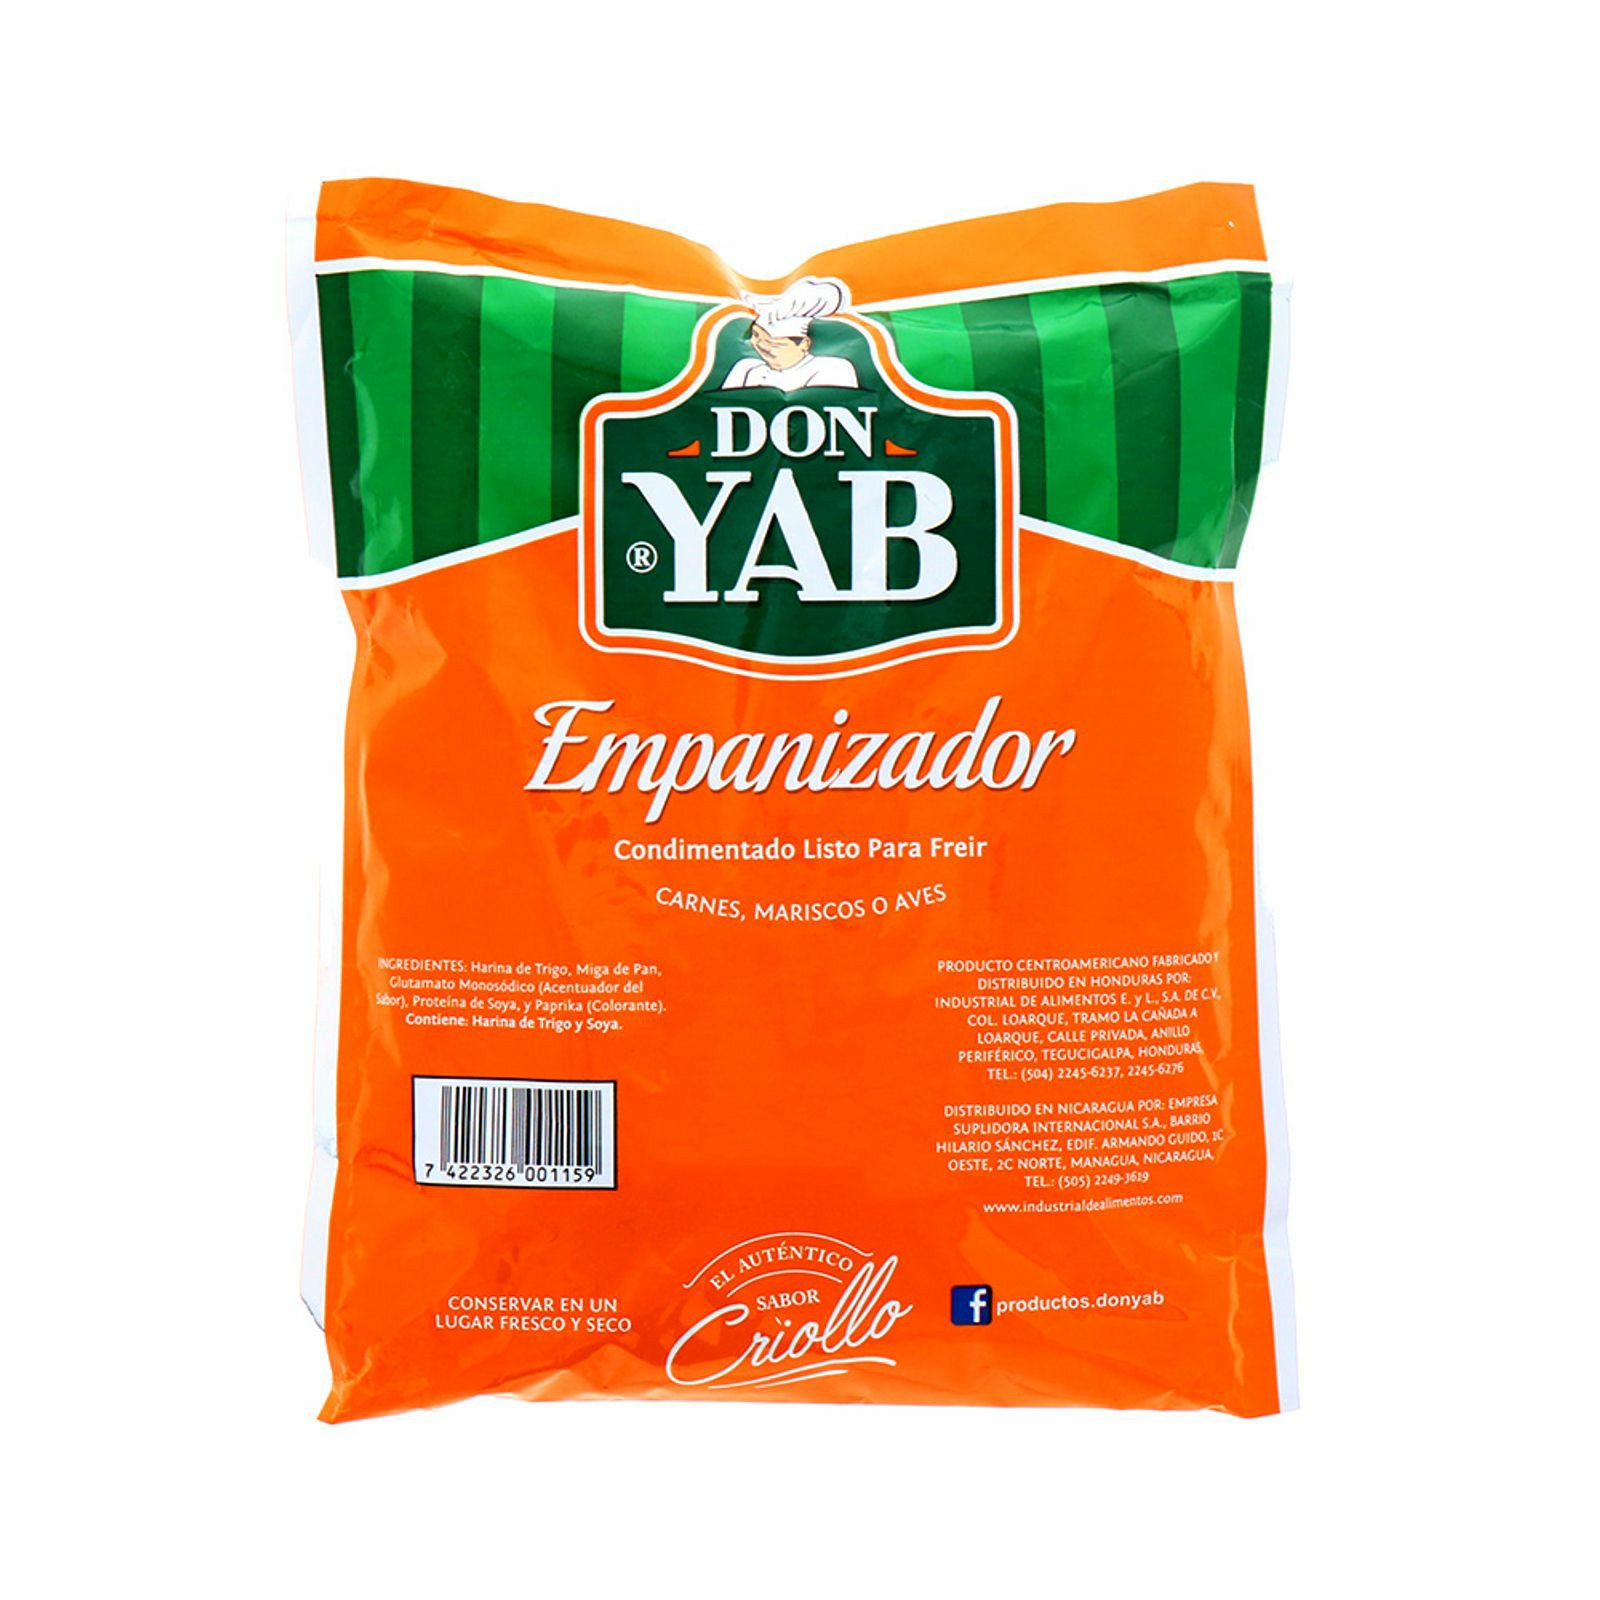 DON
YAB
®
Empanizador
Condimentado Listo Para Freir
CARNES, MARISCOS O AVES
INGREDIENTES: Harina de Trigo, Miga de Pan,
Glutamato Monosódico (Acentuador del
Sabor), Proteína de Soya, y Paprika (Colorante).
Contiene: Harina de Trigo y Soya.
7 422326 001159
CONSERVAR EN UN
LUGAR FRESCO Y SECO
PRODUCTO CENTROAMERICANO FABRICADO Y
DISTRIBUIDO EN HONDURAS POR:
INDUSTRIAL DE ALIMENTOS E. y L., S.A. DE C.V.,
COL. LOARQUE, TRAMO LA CAÑADA A
LOARQUE, CALLE PRIVADA, ANILLO
PERIFÉRICO, TEGUCIGALPA, HONDURAS,
TEL.: (504) 2245-6237, 2245-6276
DISTRIBUIDO EN NICARAGUA POR: EMPRESA
SUPLIDORA INTERNACIONAL S.A., BARRIO
HILARIO SÁNCHEZ, EDIF. ARMANDO GUIDO, 1C
OESTE, 2C NORTE, MANAGUA, NICARAGUA,
TEL.: (505) 2249-3619
www.industrialdealimentos.com
EL AUTÉNTICO
SABOR
Criollo
f productos.donyab